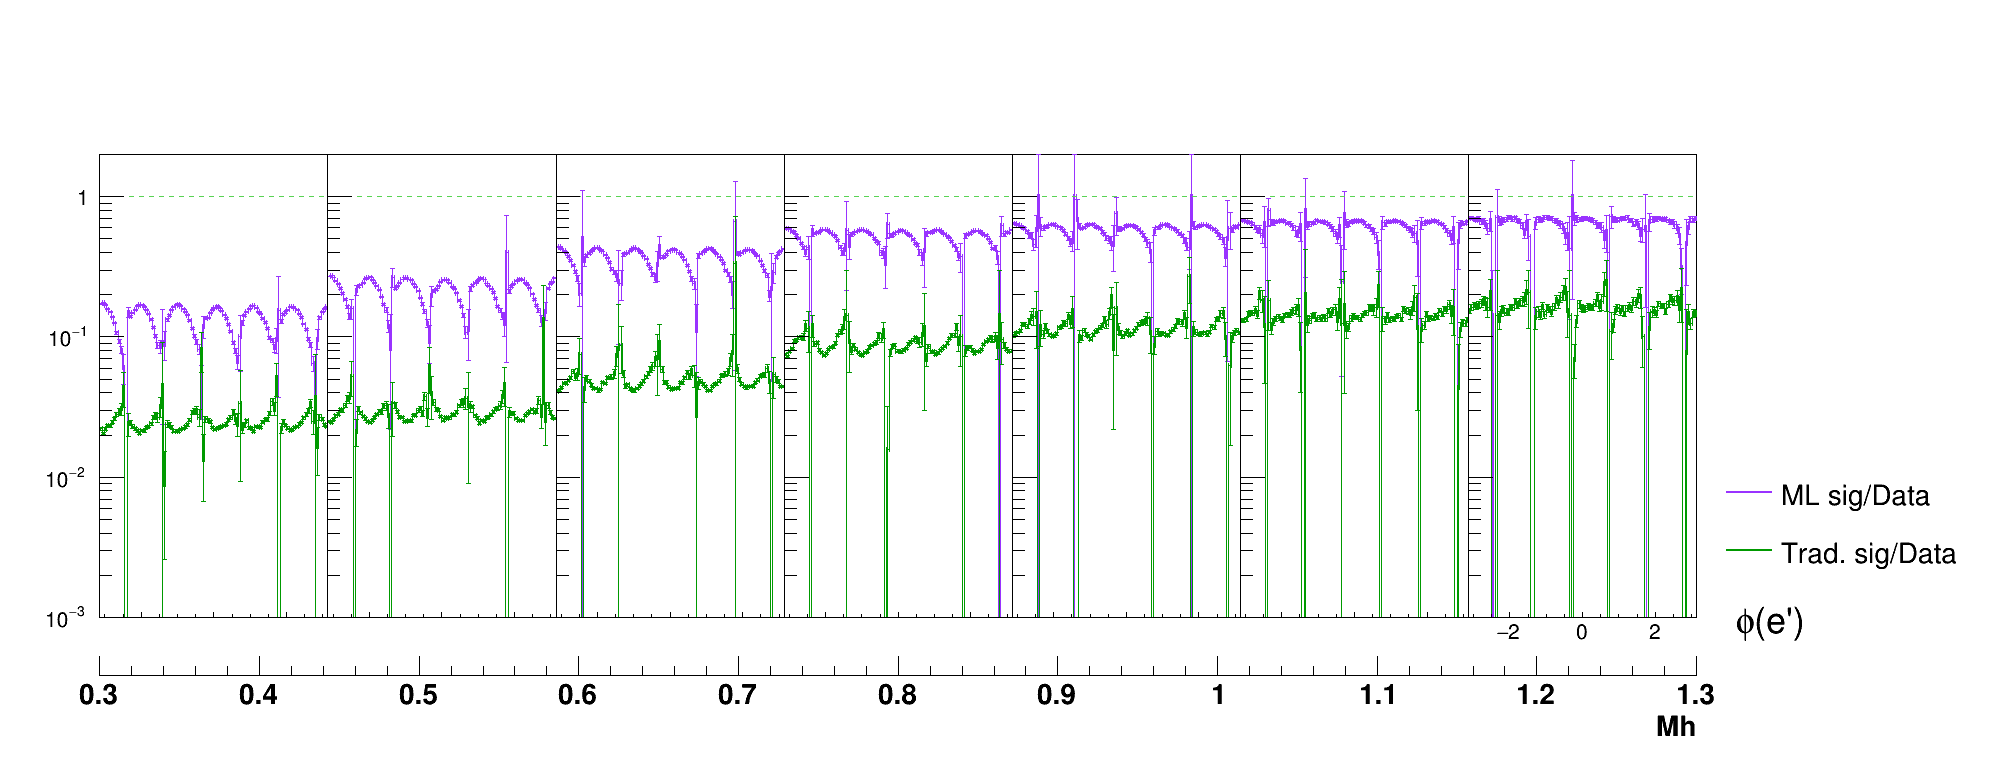 1
10⁻¹
10⁻²
10⁻³
ML sig/Data
Trad. sig/Data
−2 0 2
ϕ(e')
0.3 0.4 0.5 0.6 0.7 0.8 0.9 1 1.1 1.2 1.3
Mh